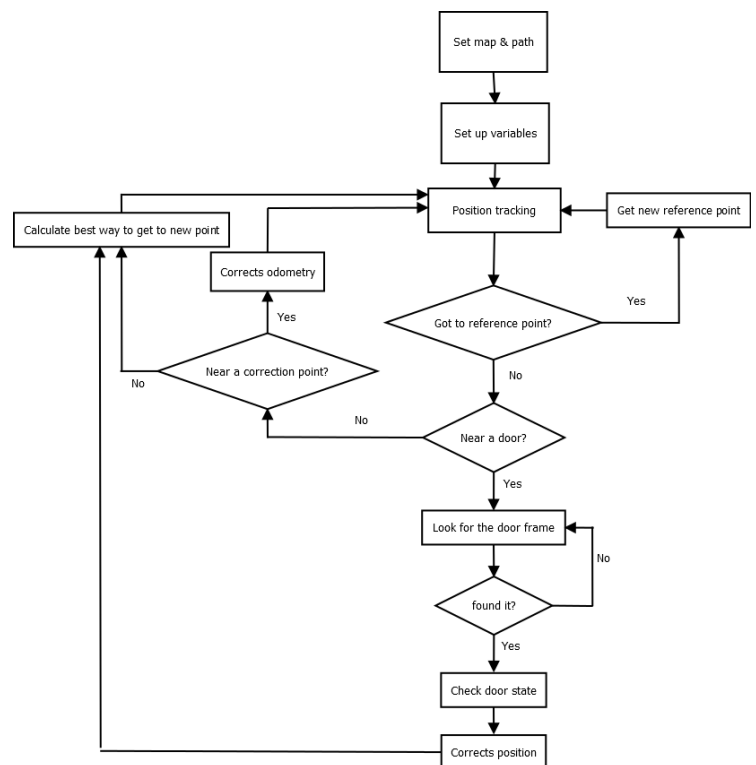 Set map & path
Set up variables
Position tracking
Get new reference point
Calculate best way to get to new point
Corrects odometry
Yes
Got to reference point?
Yes
Near a correction point?
No
No
Near a door?
No
Yes
Look for the door frame
No
found it?
Yes
Check door state
Corrects position